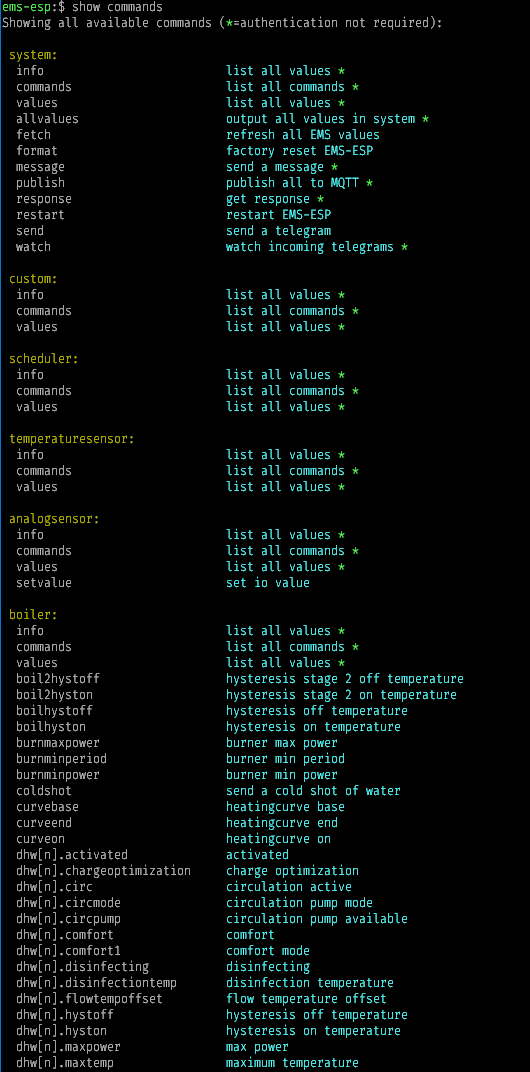 ems-esp:$ show commands
Showing all available commands (*=authentication not required):
system:
info list all values *
commands list all commands *
values list all values *
allvalues output all values in system *
fetch refresh all EMS values
format factory reset EMS-ESP
message send a message *
publish publish all to MQTT *
response get response *
restart restart EMS-ESP
send send a telegram
watch watch incoming telegrams *
custom:
info list all values *
commands list all commands *
values list all values *
scheduler:
info list all values *
commands list all commands *
values list all values *
temperaturesensor:
info list all values *
commands list all commands *
values list all values *
analogsensor:
info list all values *
commands list all commands *
values list all values *
setvalue set io value
boiler:
info list all values *
commands list all commands *
values list all values *
boil2hystoff hysteresis stage 2 off temperature
boil2hyston hysteresis stage 2 on temperature
boilhystoff hysteresis off temperature
boilhyston hysteresis on temperature
burnmaxpower burner max power
burnminperiod burner min period
burnminpower burner min power
coldshot send a cold shot of water
curvebase heatingcurve base
curveend heatingcurve end
curveon heatingcurve on
dhw[n].activated activated
dhw[n].chargeoptimization charge optimization
dhw[n].circ circulation active
dhw[n].circmode circulation pump mode
dhw[n].circpump circulation pump available
dhw[n].comfort comfort
dhw[n].comfort1 comfort mode
dhw[n].disinfecting disinfecting
dhw[n].disinfectiontemp disinfection temperature
dhw[n].flowtempoffset flow temperature offset
dhw[n].hystoff hysteresis off temperature
dhw[n].hyston hysteresis on temperature
dhw[n].maxpower max power
dhw[n].maxtemp maximum temperature